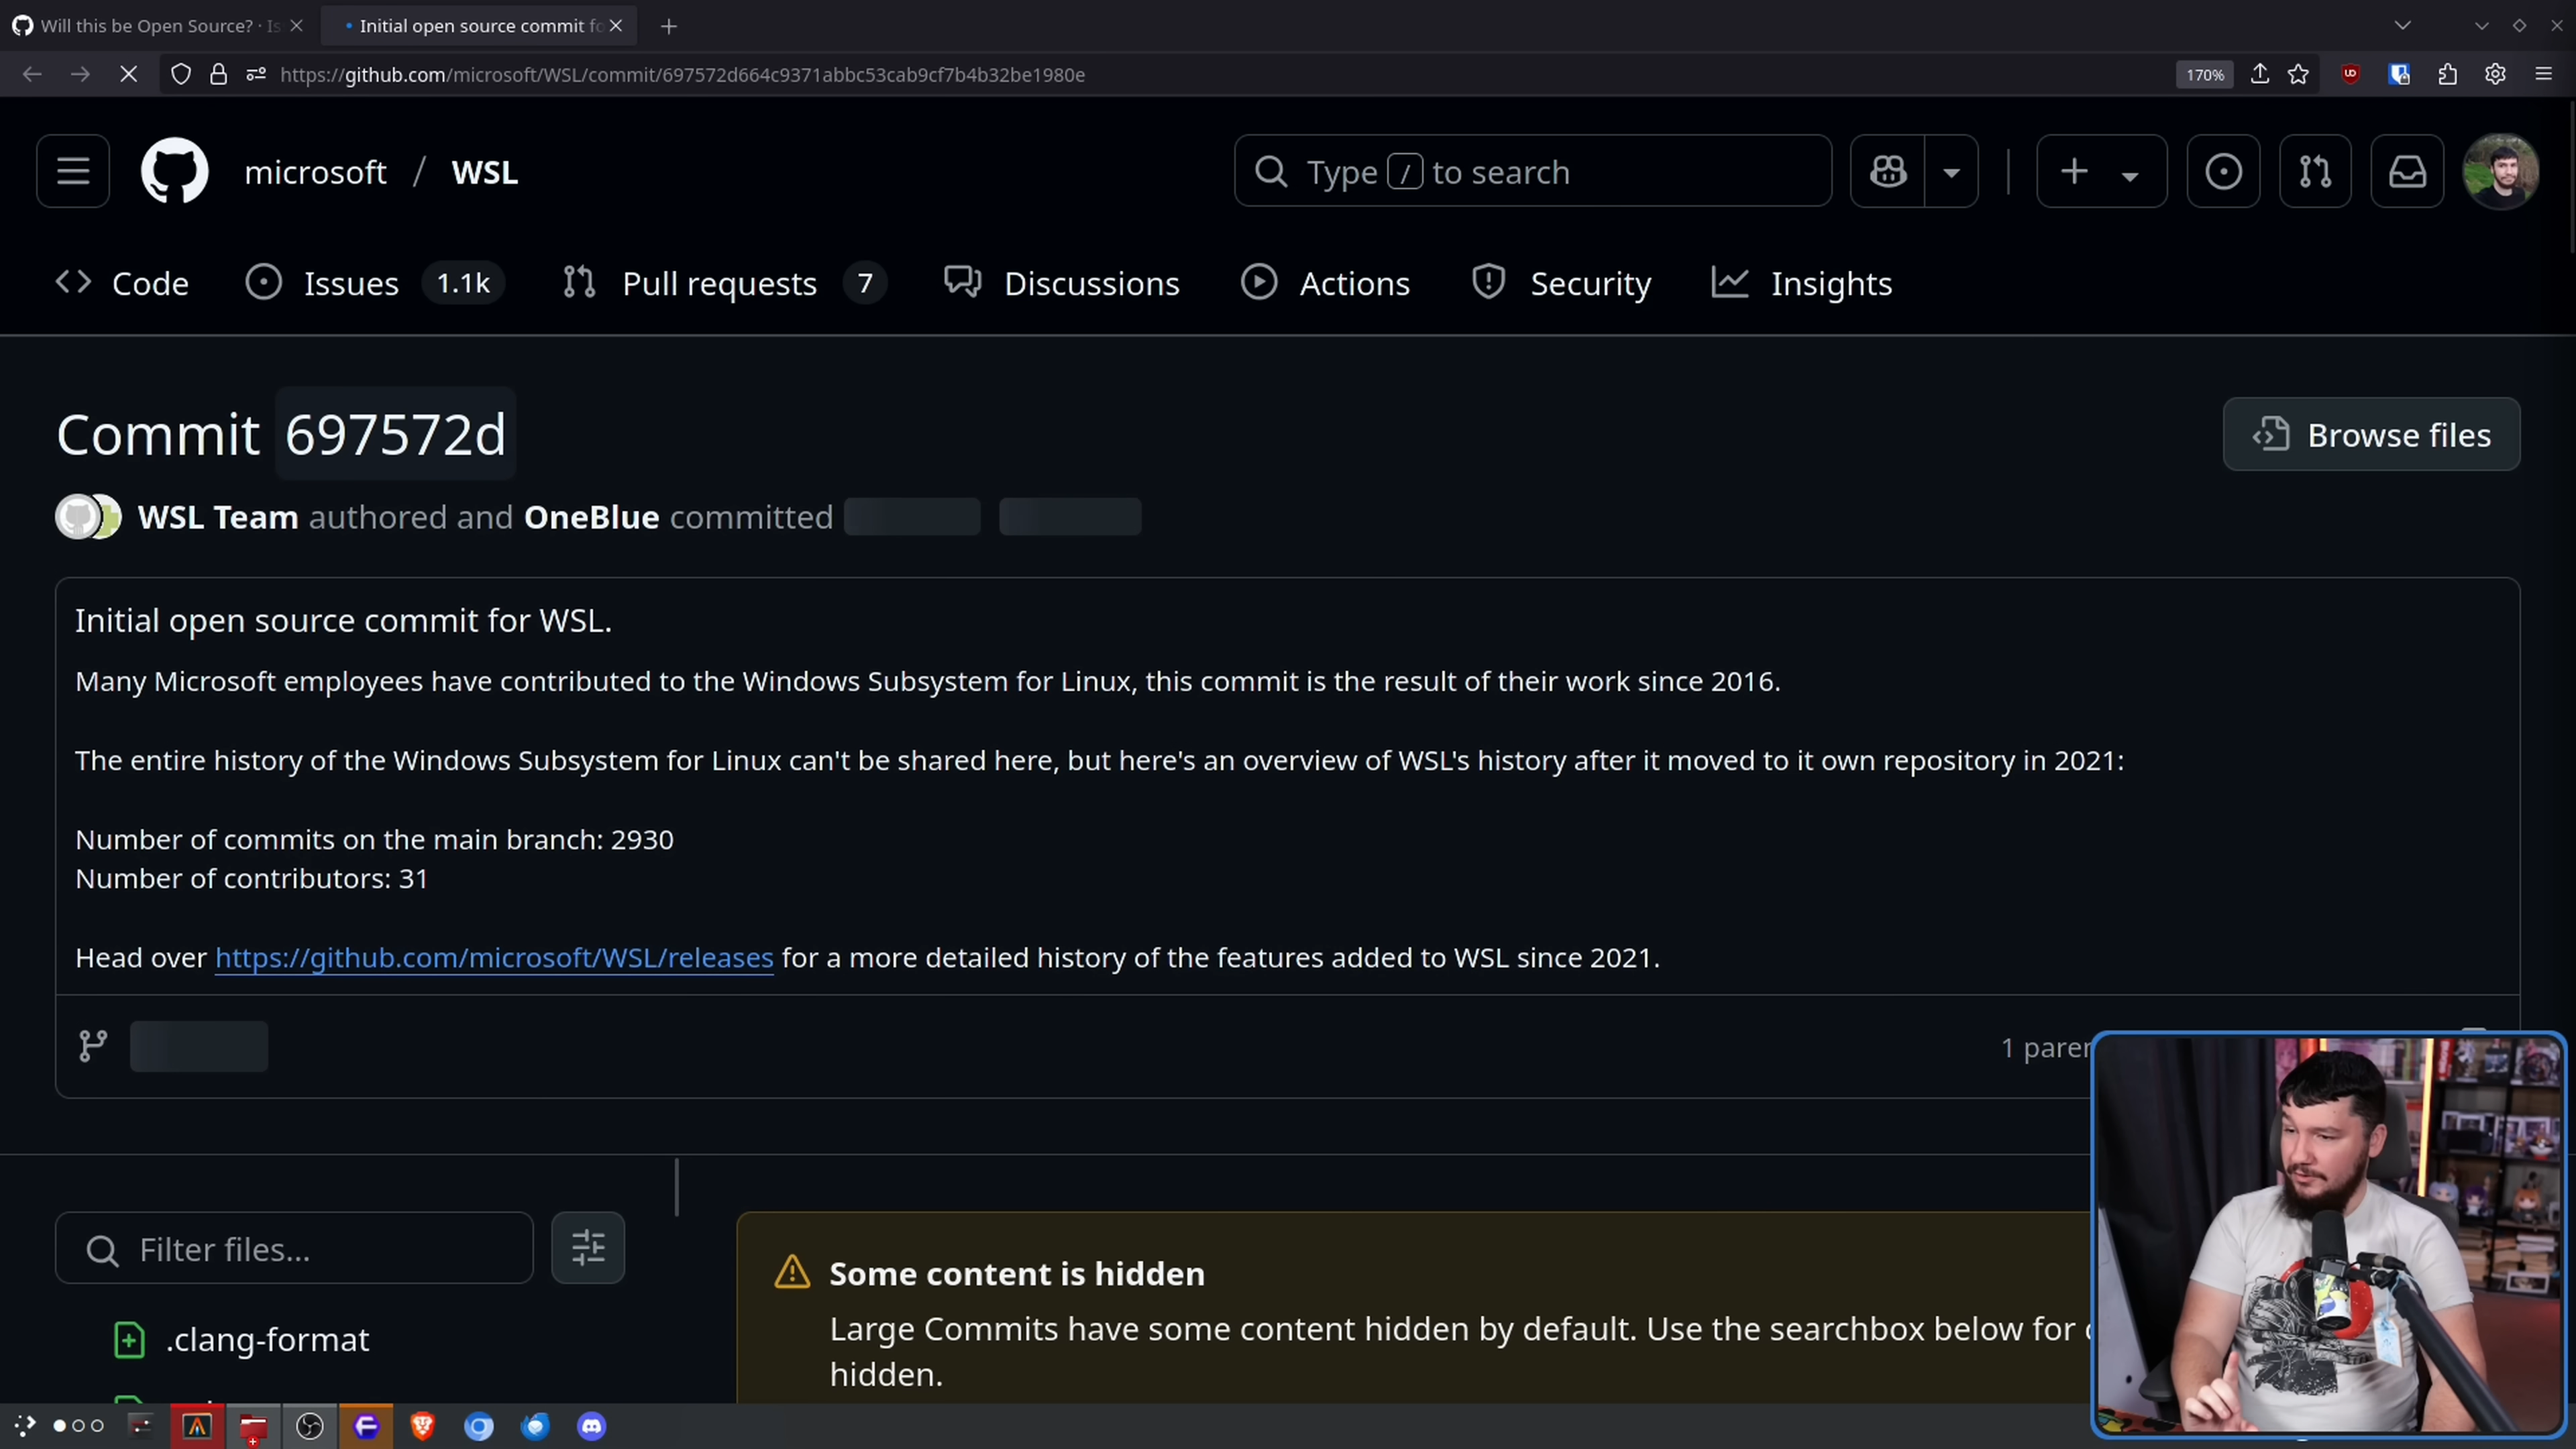 Will this be Open Source? · Is
Initial open source commit fo
https://github.com/microsoft/WSL/commit/697572d664c9371abbc53cab9cf7b4b32be1980e
170%
microsoft / WSL
Type / to search
Code
Issues 1.1k
Pull requests 7
Discussions
Actions
Security
Insights
Commit 697572d
Browse files
WSL Team authored and OneBlue committed
Initial open source commit for WSL.
Many Microsoft employees have contributed to the Windows Subsystem for Linux, this commit is the result of their work since 2016.
The entire history of the Windows Subsystem for Linux can't be shared here, but here's an overview of WSL's history after it moved to it own repository in 2021:
Number of commits on the main branch: 2930
Number of contributors: 31
Head over https://github.com/microsoft/WSL/releases for a more detailed history of the features added to WSL since 2021.
1 paren
Filter files...
.clang-format
Some content is hidden
Large Commits have some content hidden by default. Use the searchbox below for
hidden.